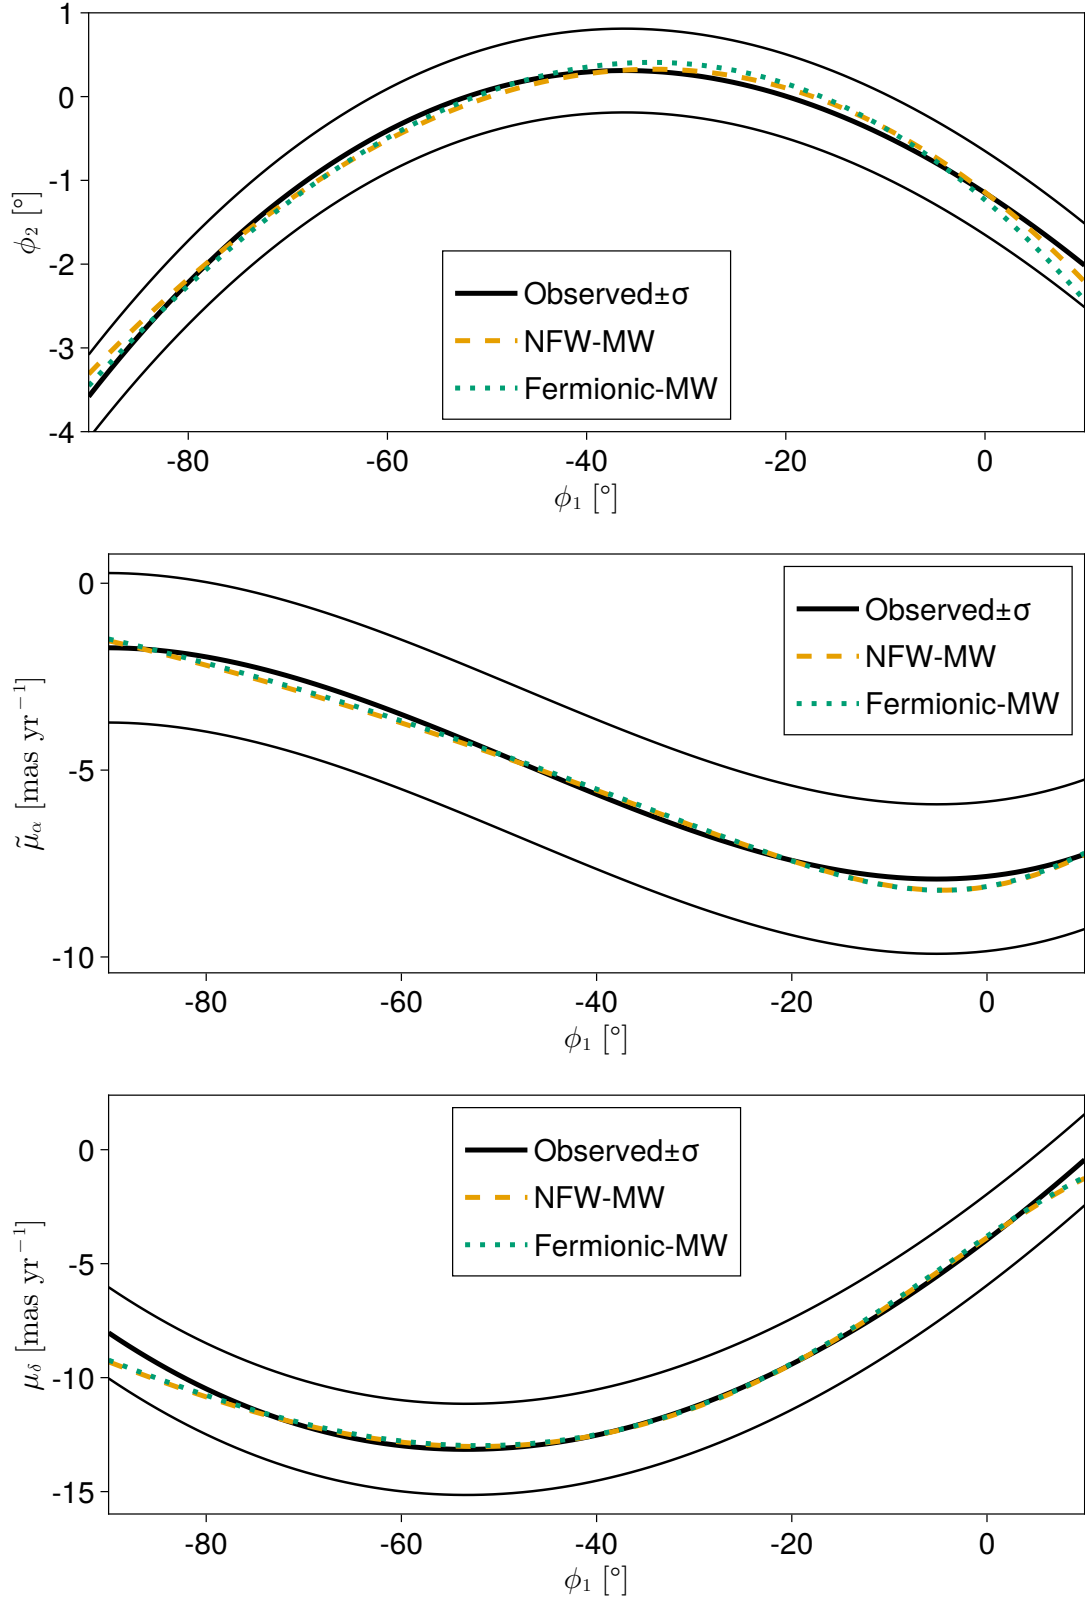 1
0
-1
-2
-3
-4
ϕ₂ [°]
Observed±σ
NFW-MW
Fermionic-MW
-80 -60 -40 -20 0
ϕ₁ [°]
0
-5
-10
μ̃_α [mas yr⁻¹]
Observed±σ
NFW-MW
Fermionic-MW
-80 -60 -40 -20 0
ϕ₁ [°]
0
-5
-10
-15
μ_δ [mas yr⁻¹]
Observed±σ
NFW-MW
Fermionic-MW
-80 -60 -40 -20 0
ϕ₁ [°]